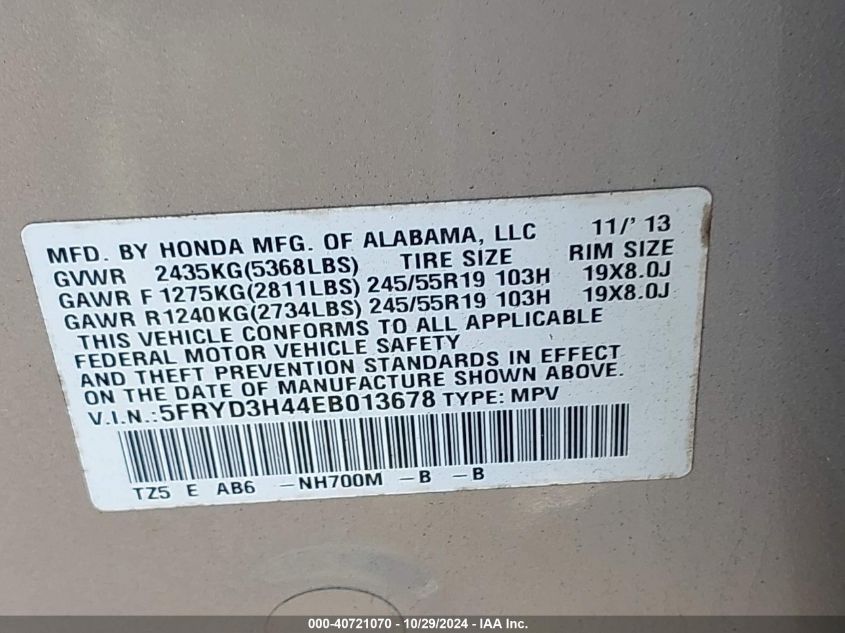 MFD. BY HONDA MFG. OF ALABAMA, LLC 11/' 13
GVWR 2435KG(5368LBS) TIRE SIZE RIM SIZE
GAWR F 1275KG(2811LBS) 245/55R19 103H 19X8.0J
GAWR R1240KG(2734LBS) 245/55R19 103H 19X8.0J
THIS VEHICLE CONFORMS TO ALL APPLICABLE
FEDERAL MOTOR VEHICLE SAFETY
AND THEFT PREVENTION STANDARDS IN EFFECT
ON THE DATE OF MANUFACTURE SHOWN ABOVE.
V.I.N.:5FRYD3H44EB013678 TYPE: MPV
TZ5 E AB6 -NH700M -B -B
000-40721070 - 10/29/2024 - IAA Inc.